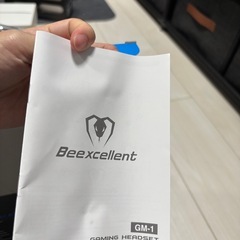 Beexcellent
GM-1
GAMING HEADSET